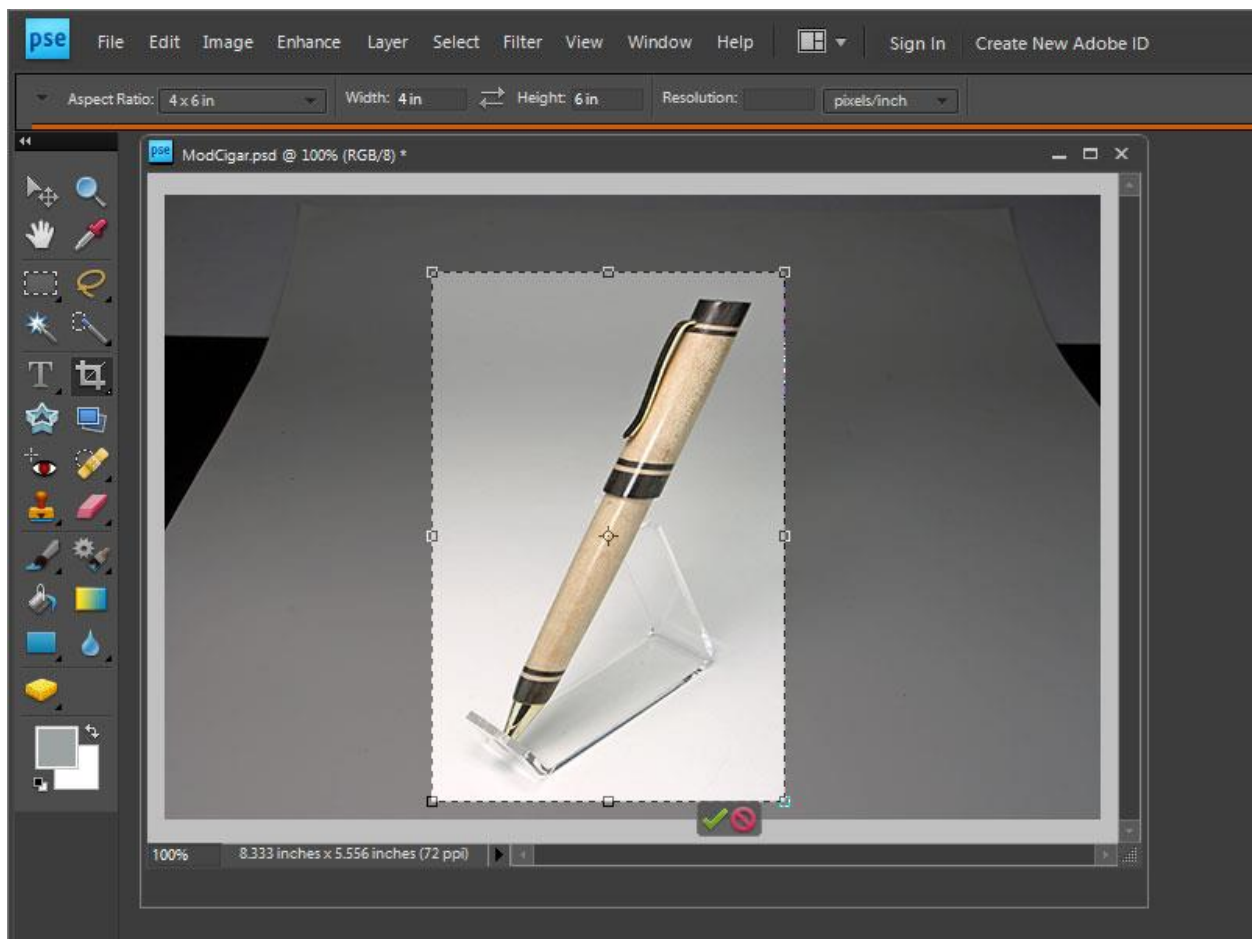 pse File Edit Image Enhance Layer Select Filter View Window Help Sign In Create New Adobe ID
Aspect Ratio: 4 x 6 in Width: 4 in Height: 6 in Resolution: pixels/inch
pse ModCigar.psd @ 100% (RGB/8) *
T
100% 8.333 inches x 5.556 inches (72 ppi)